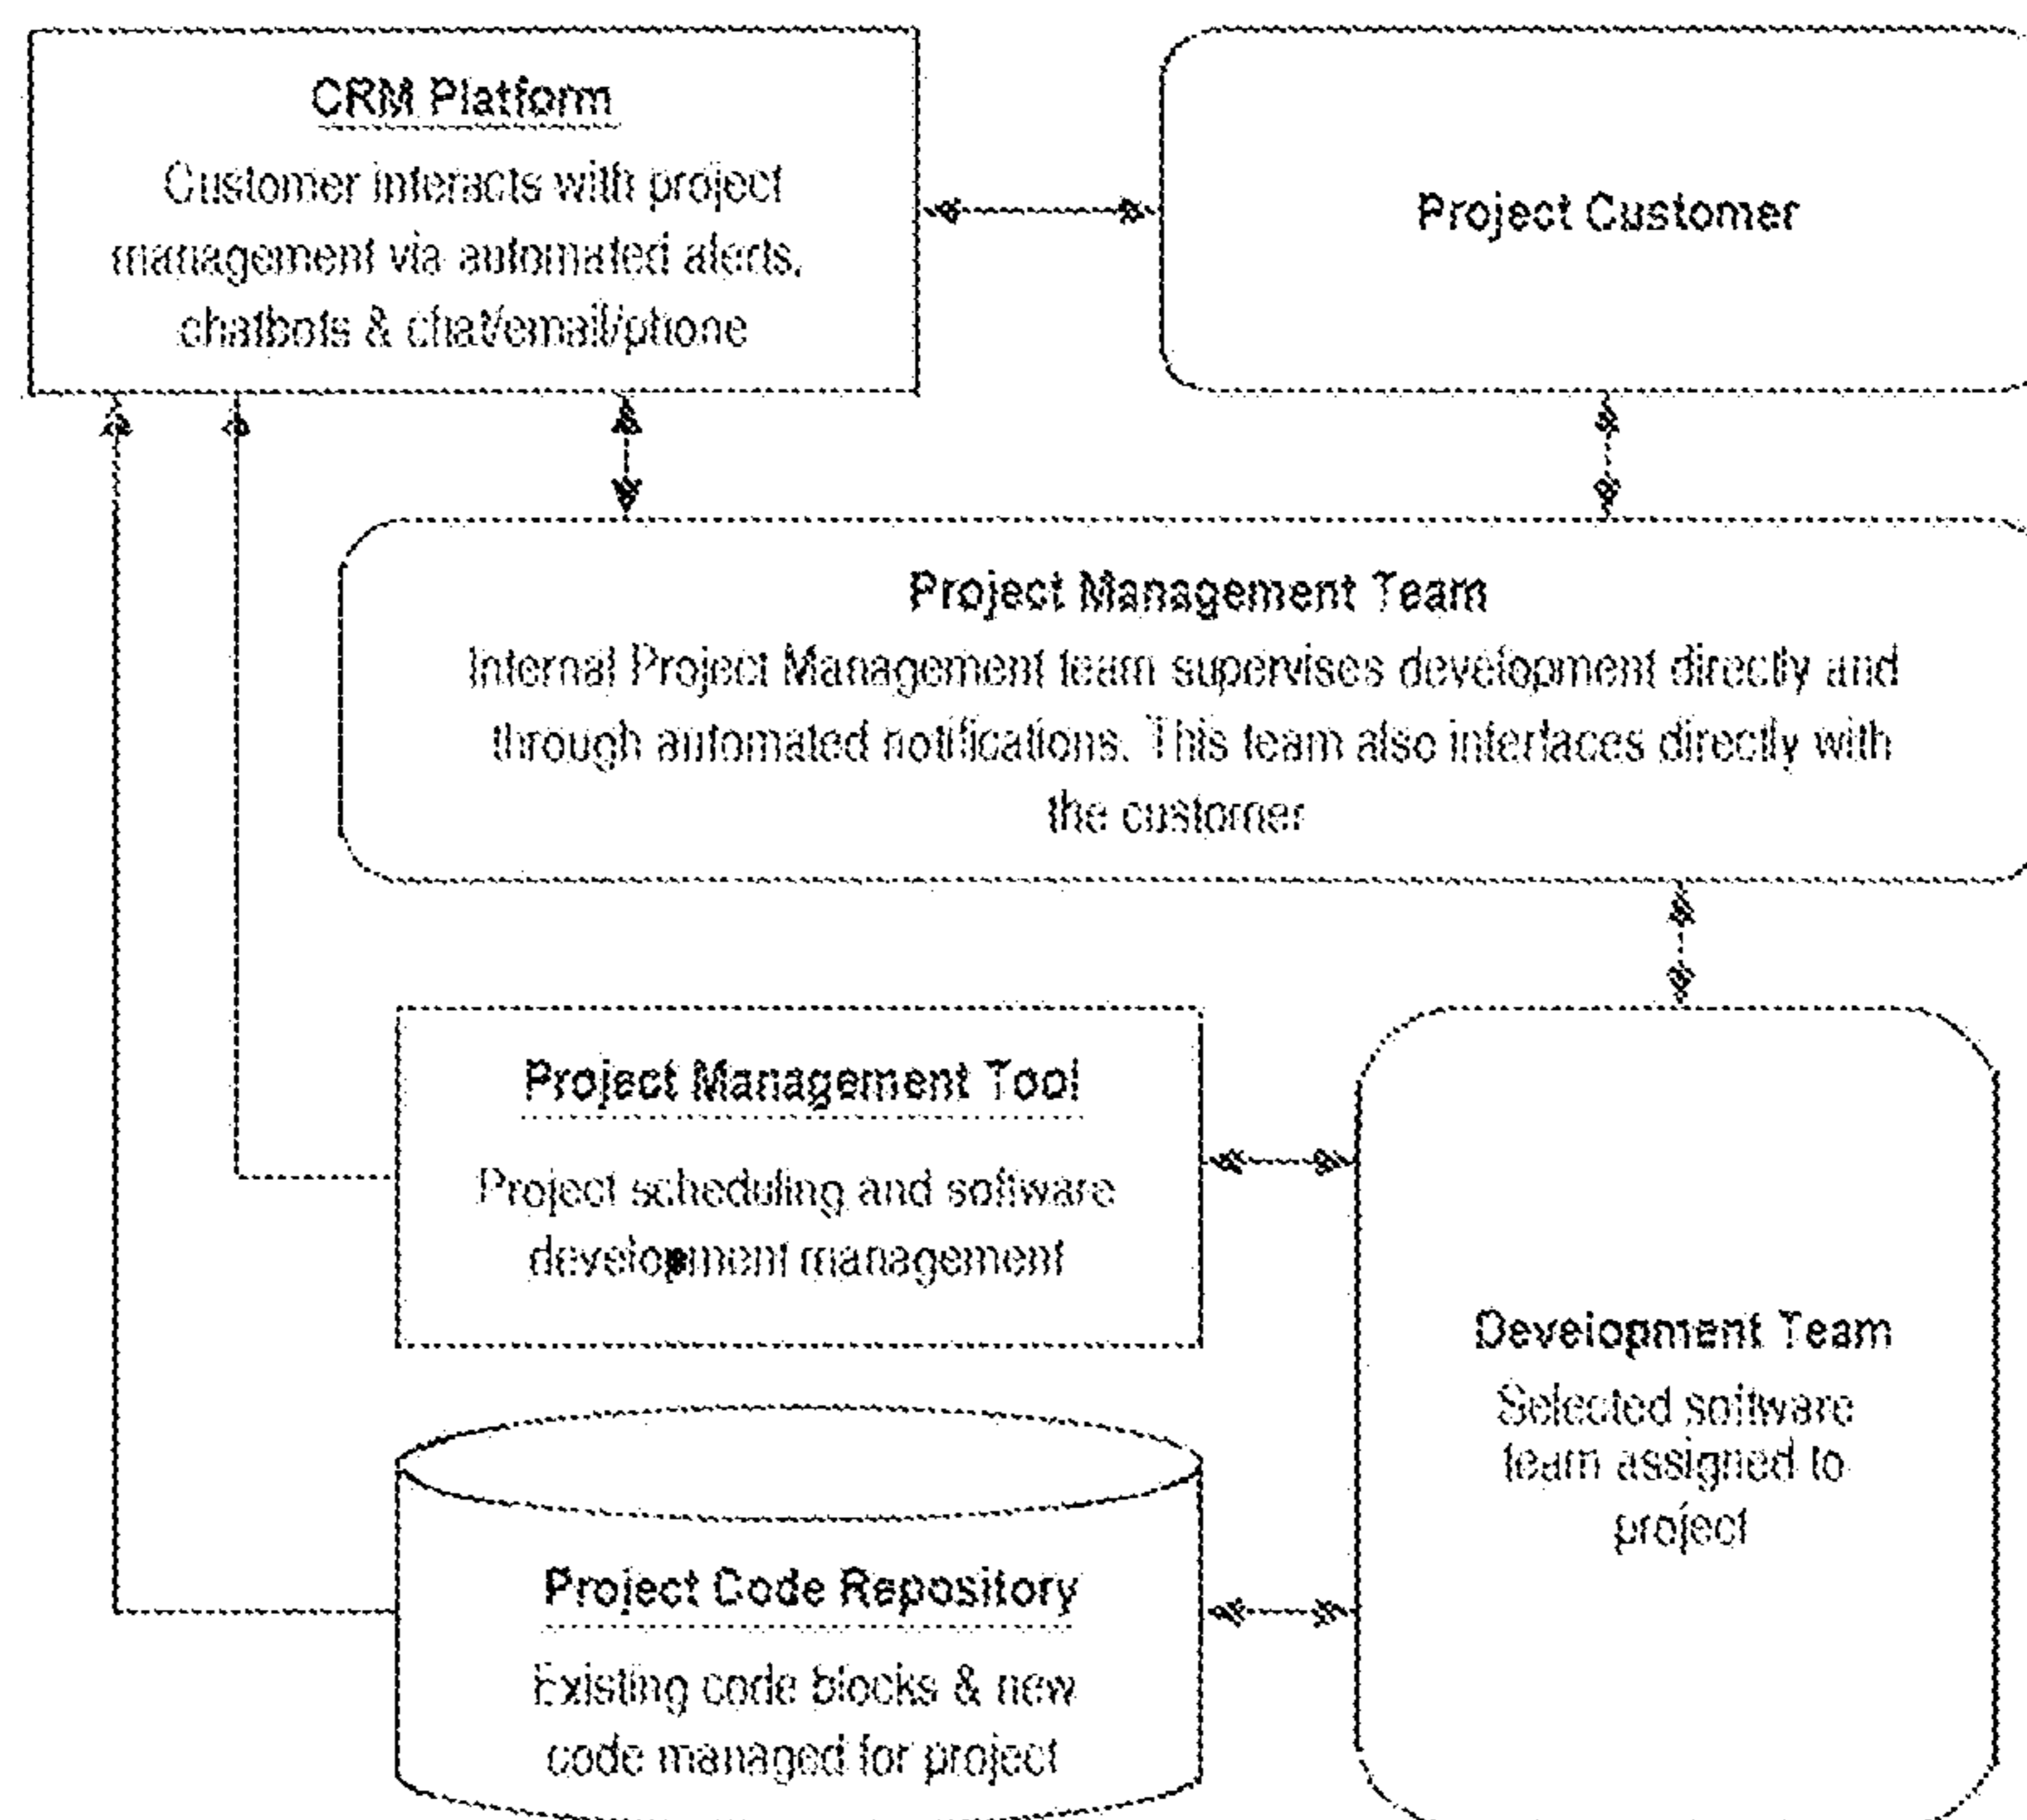 CRM Platform
Customer interacts with project
management via automated alerts,
chatbots & chat/email/phone
Project Customer
Project Management Team
Internal Project Management team supervises development directly and
through automated notifications. This team also interfaces directly with
the customer
Project Management Tool
Project scheduling and software
development management
Development Team
Selected software
team assigned to
project
Project Code Repository
Existing code blocks & new
code managed for project